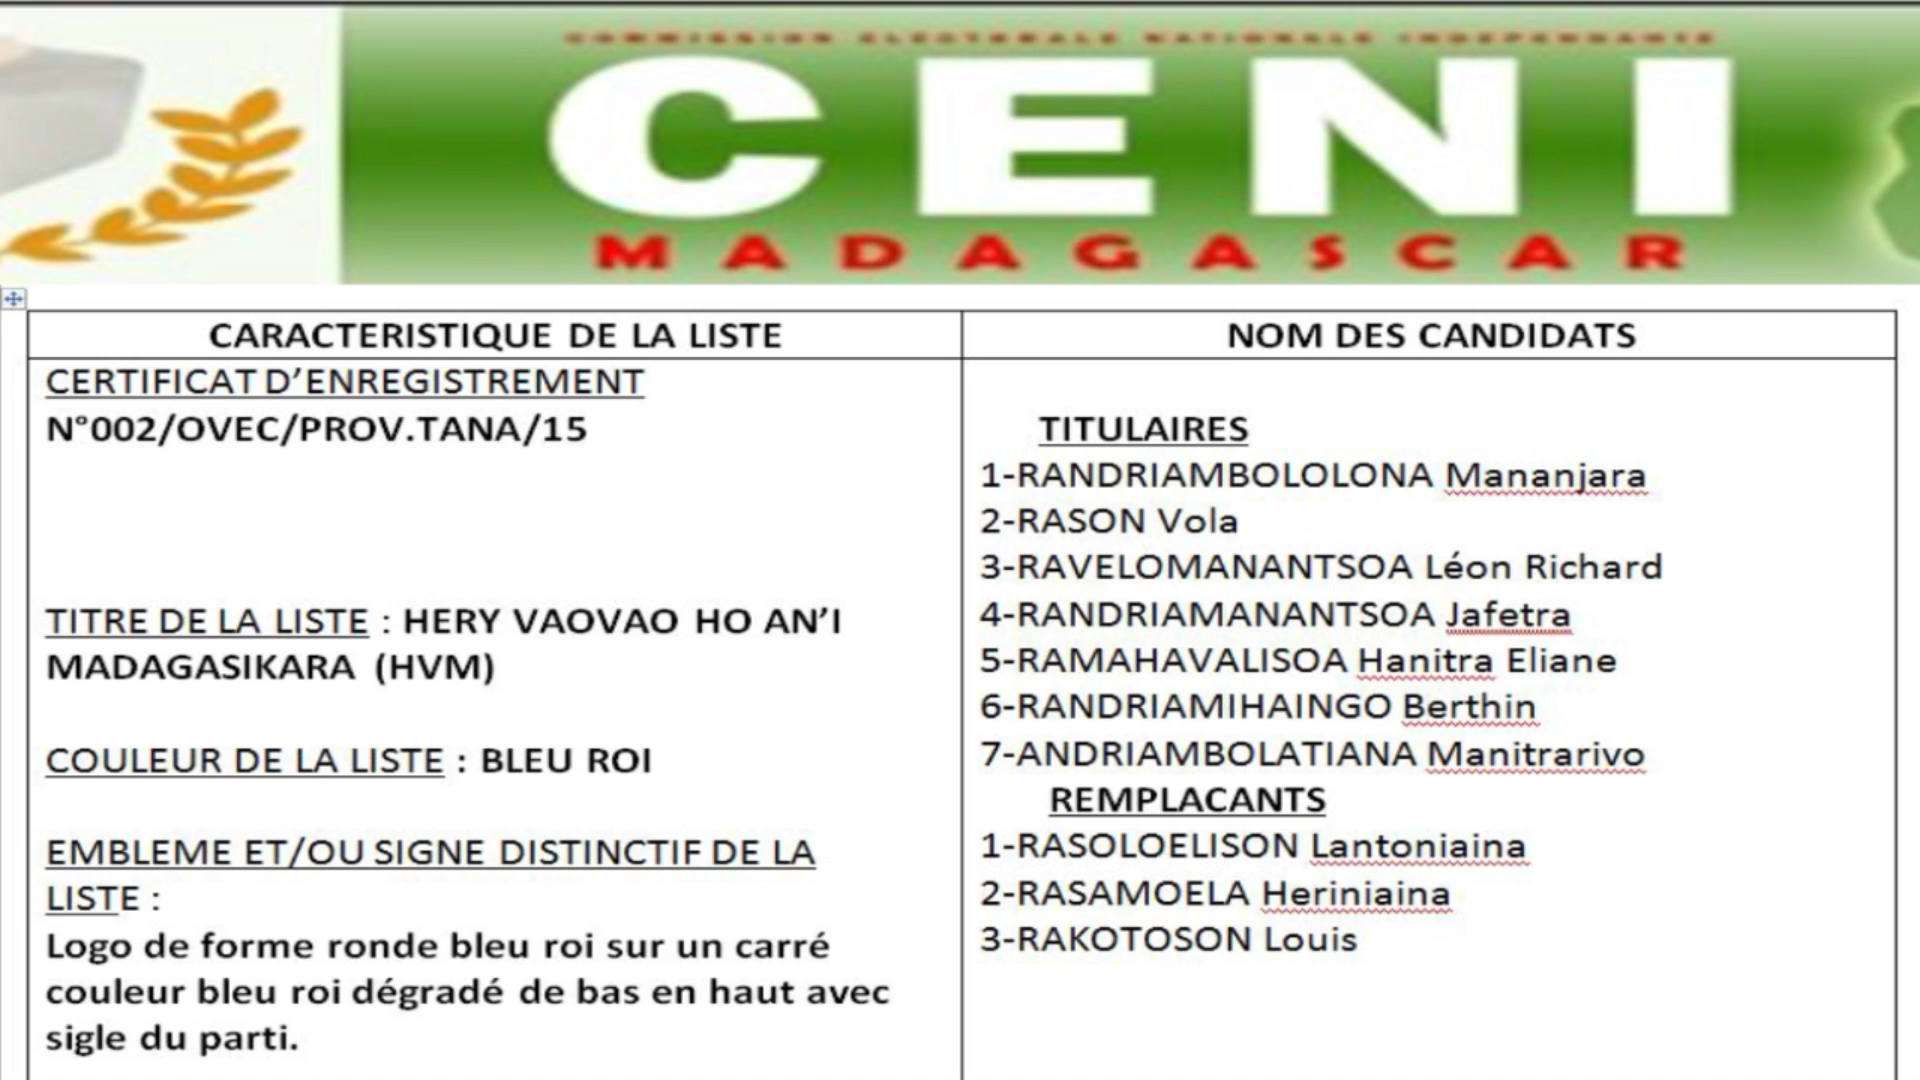 COMMISSION ELECTORALE NATIONALE INDEPENDANTE
CENI
MADAGASCAR
CARACTERISTIQUE DE LA LISTE
NOM DES CANDIDATS
CERTIFICAT D’ENREGISTREMENT
N°002/OVEC/PROV.TANA/15
TITRE DE LA LISTE : HERY VAOVAO HO AN’I
MADAGASIKARA (HVM)
COULEUR DE LA LISTE : BLEU ROI
EMBLEME ET/OU SIGNE DISTINCTIF DE LA
LISTE :
Logo de forme ronde bleu roi sur un carré
couleur bleu roi dégradé de bas en haut avec
sigle du parti.
TITULAIRES
1-RANDRIAMBOLOLONA Mananjara
2-RASON Vola
3-RAVELOMANANTSOA Léon Richard
4-RANDRIAMANANTSOA Jafetra
5-RAMAHAVALISOA Hanitra Eliane
6-RANDRIAMIHAINGO Berthin
7-ANDRIAMBOLATIANA Manitrarivo
REMPLACANTS
1-RASOLOELISON Lantoniaina
2-RASAMOELA Heriniaina
3-RAKOTOSON Louis